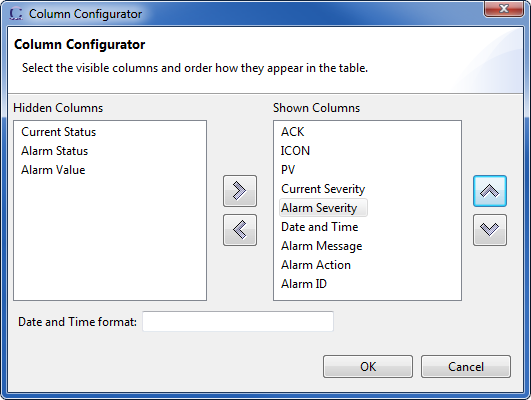 Column Configurator
Column Configurator
Select the visible columns and order how they appear in the table.
Hidden Columns
Current Status
Alarm Status
Alarm Value
Shown Columns
ACK
ICON
PV
Current Severity
Alarm Severity
Date and Time
Alarm Message
Alarm Action
Alarm ID
Date and Time format:
OK
Cancel